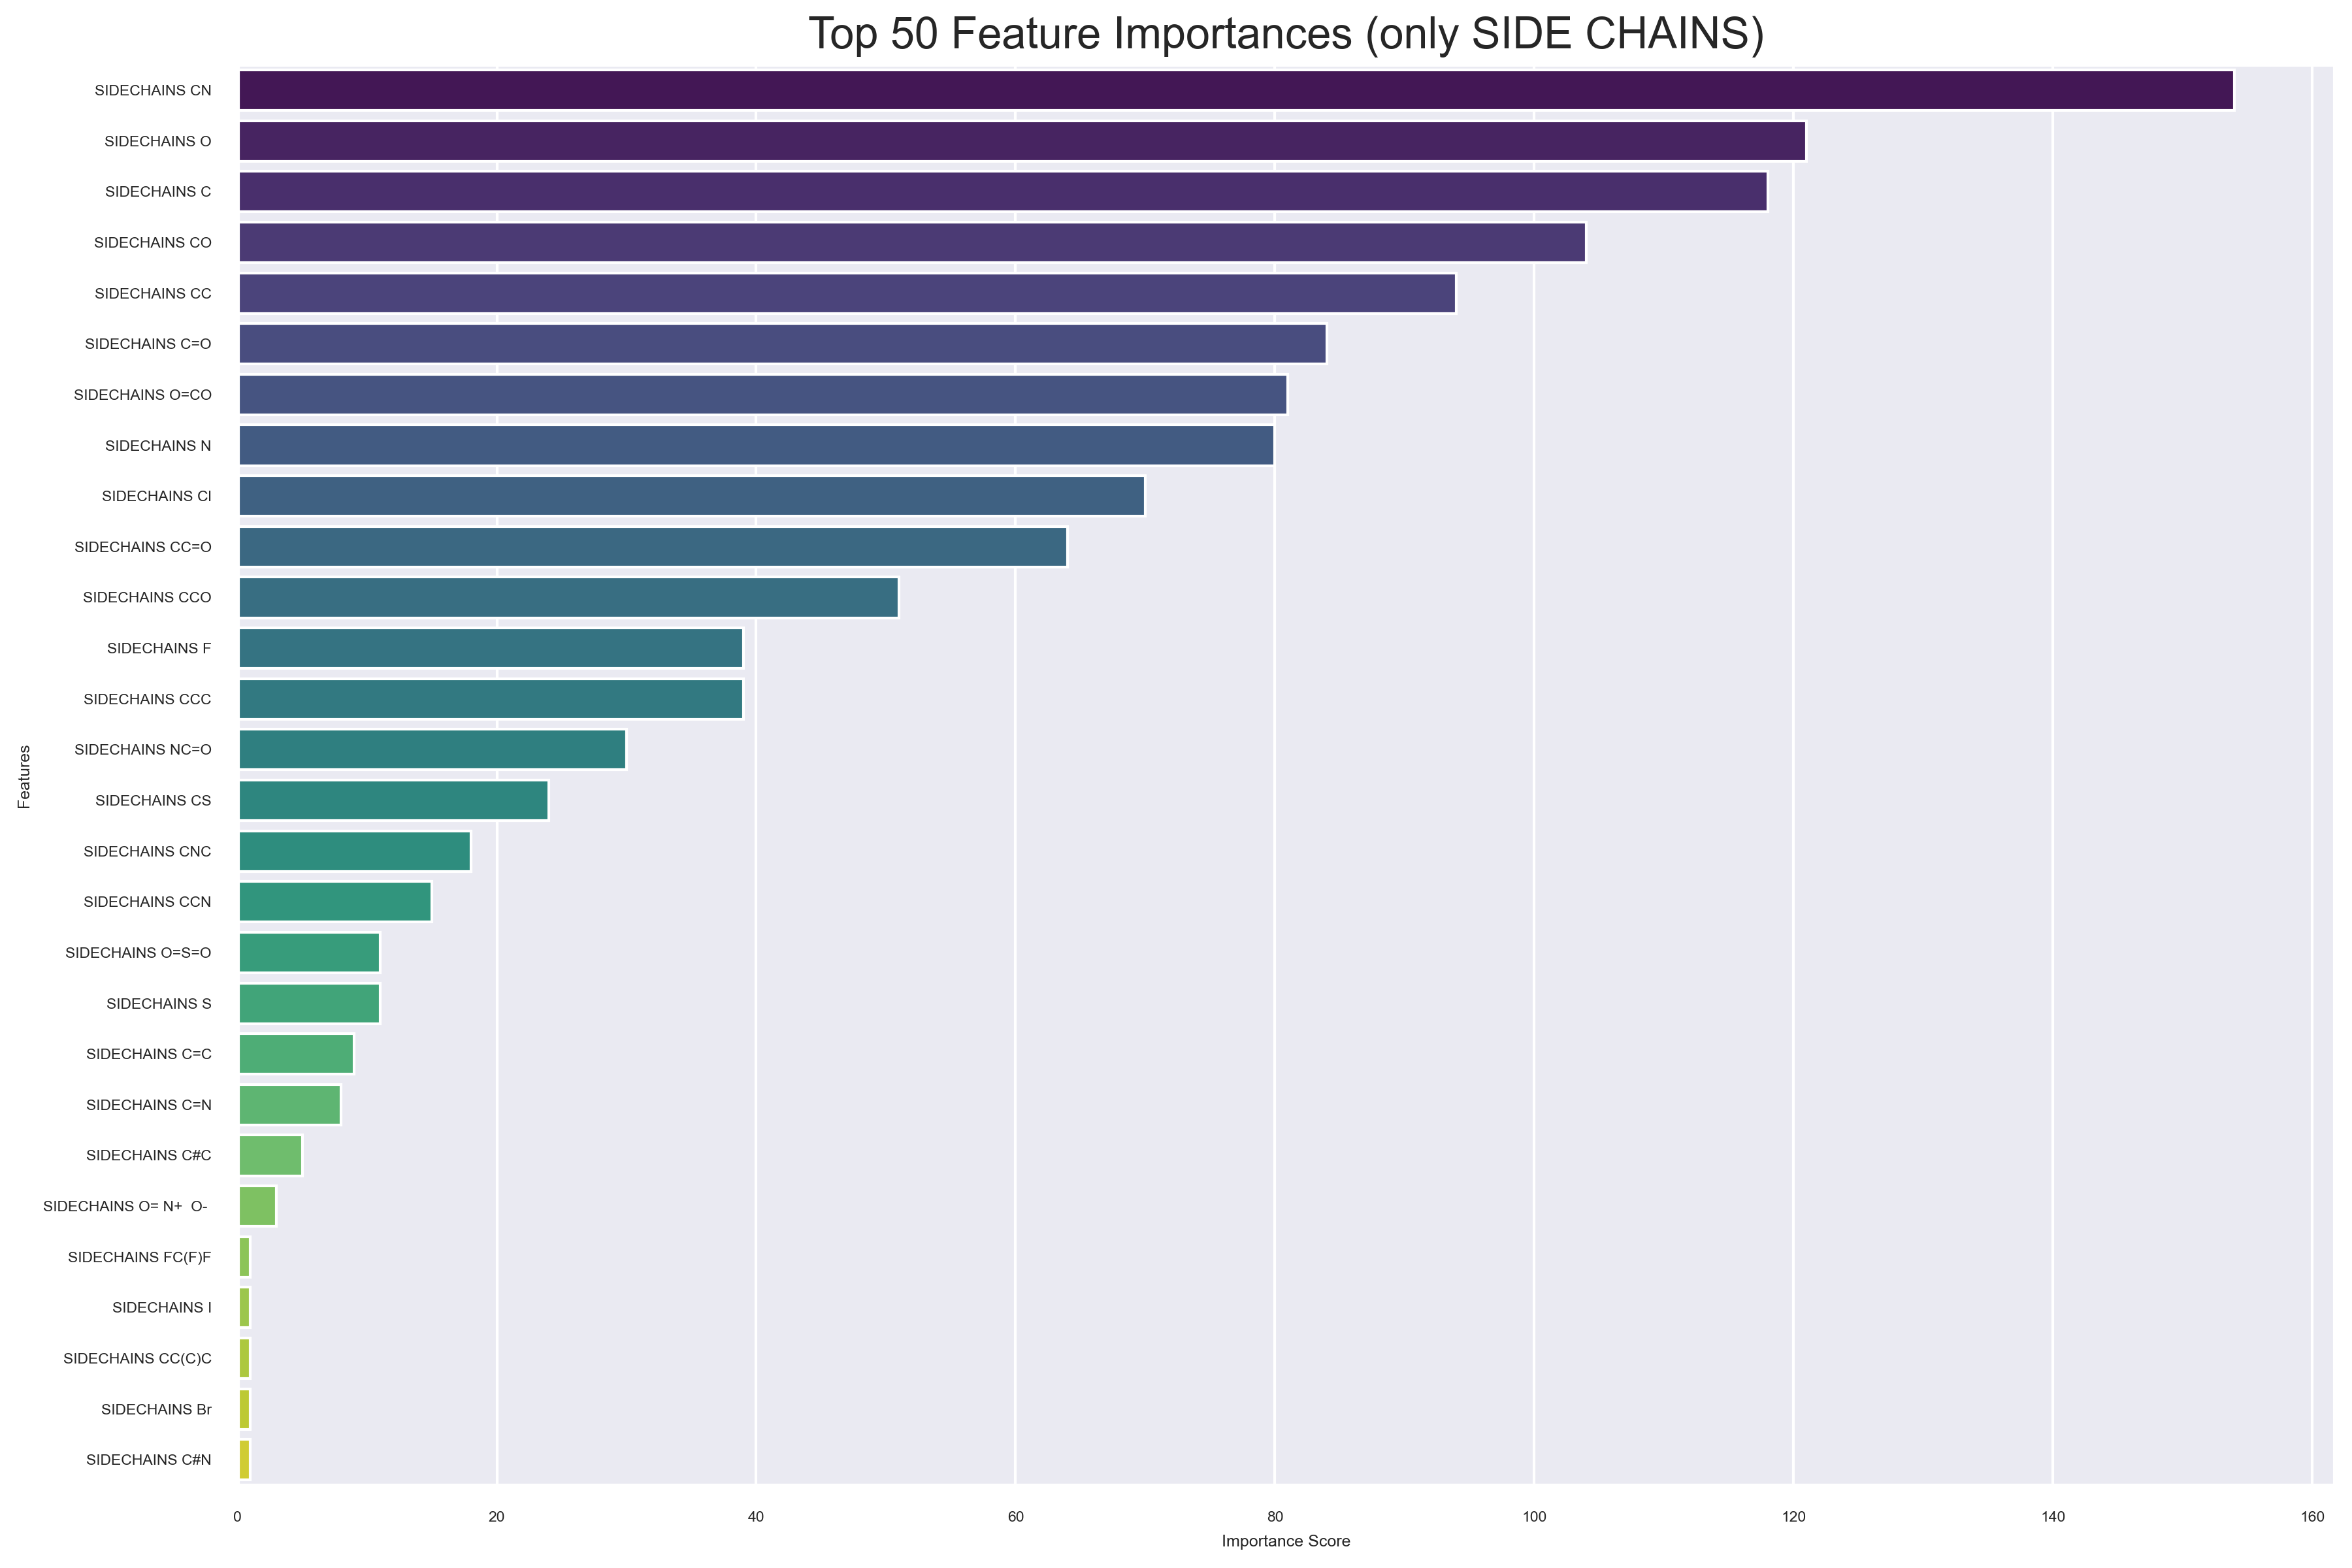 Top 50 Feature Importances (only SIDE CHAINS)
SIDECHAINS CN
SIDECHAINS O
SIDECHAINS C
SIDECHAINS CO
SIDECHAINS CC
SIDECHAINS C=O
SIDECHAINS O=CO
SIDECHAINS N
SIDECHAINS Cl
SIDECHAINS CC=O
SIDECHAINS CCO
SIDECHAINS F
SIDECHAINS CCC
SIDECHAINS NC=O
SIDECHAINS CS
SIDECHAINS CNC
SIDECHAINS CCN
SIDECHAINS O=S=O
SIDECHAINS S
SIDECHAINS C=C
SIDECHAINS C=N
SIDECHAINS C#C
SIDECHAINS O= N+  O-
SIDECHAINS FC(F)F
SIDECHAINS I
SIDECHAINS CC(C)C
SIDECHAINS Br
SIDECHAINS C#N
Features
0 20 40 60 80 100 120 140 160
Importance Score